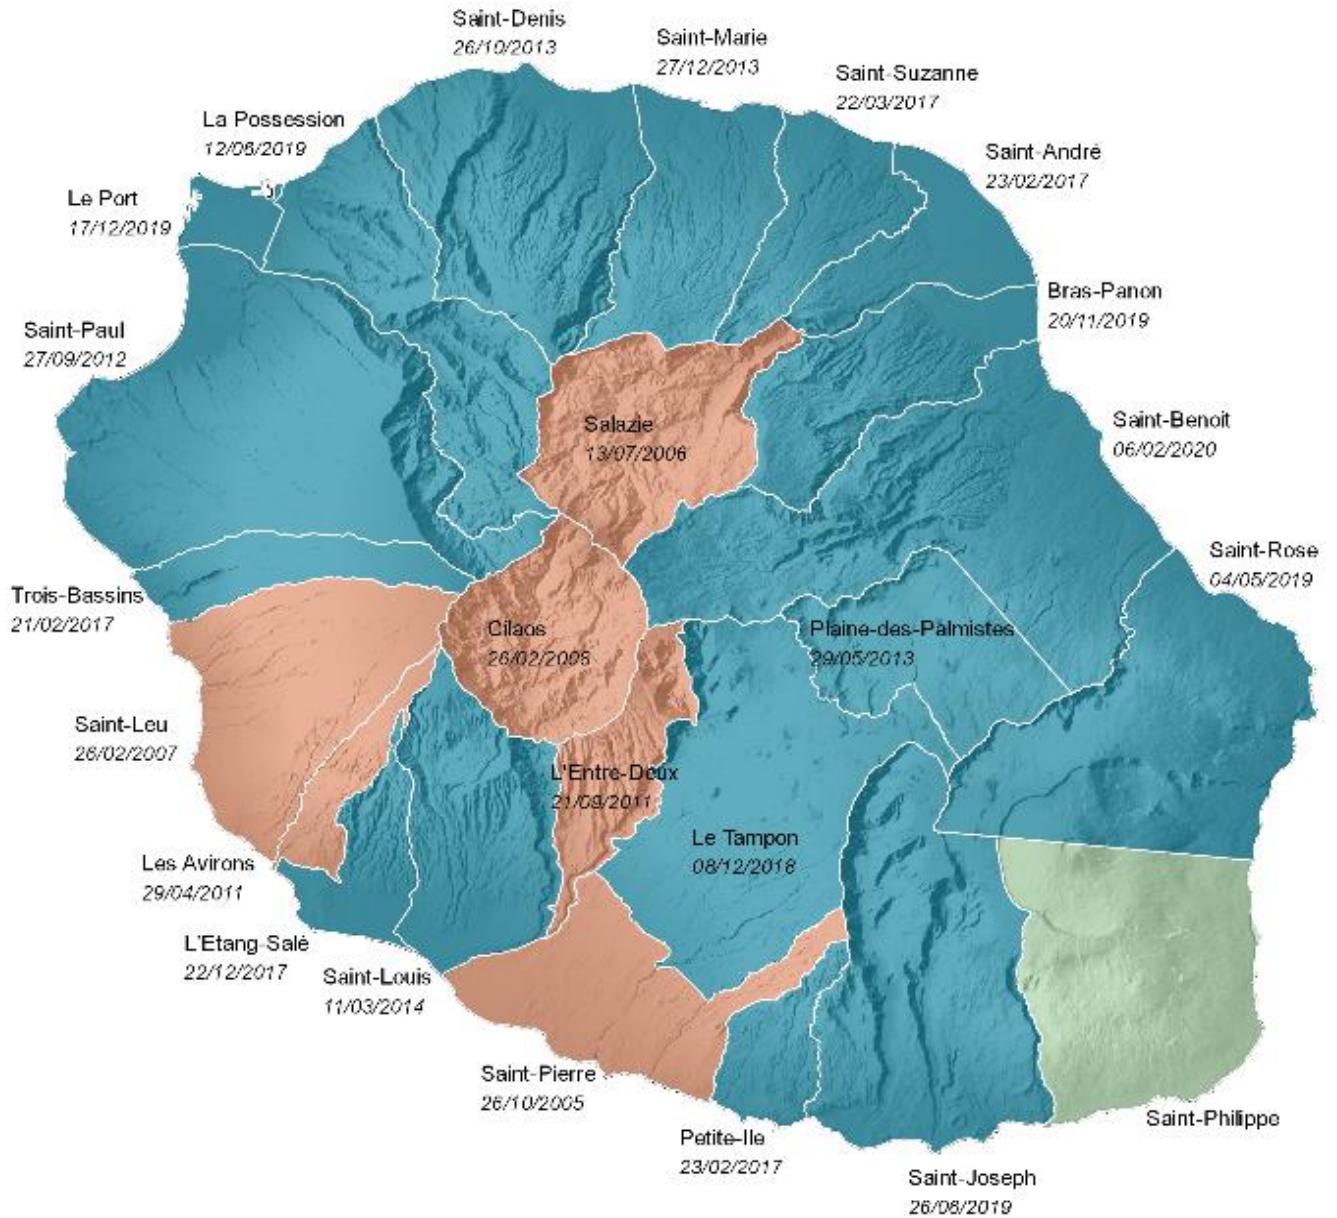 Saint-Denis
26/10/2013
Saint-Marie
27/12/2013
Saint-Suzanne
22/03/2017
La Possession
12/06/2019
Saint-André
23/02/2017
Le Port
17/12/2019
Bras-Panon
20/11/2019
Saint-Paul
27/09/2012
Salazie
13/07/2006
Saint-Benoit
06/02/2020
Saint-Rose
04/05/2019
Trois-Bassins
21/02/2017
Cilaos
Plaine-des-Palmistes
29/05/2013
Saint-Leu
26/02/2007
L'Entre-Deux
21/09/2011
Le Tampon
08/12/2018
Les Avirons
29/04/2011
L'Etang-Salé
22/12/2017
Saint-Louis
11/03/2014
Saint-Pierre
26/10/2005
Saint-Philippe
Petite-Ile
23/02/2017
Saint-Joseph
26/06/2019